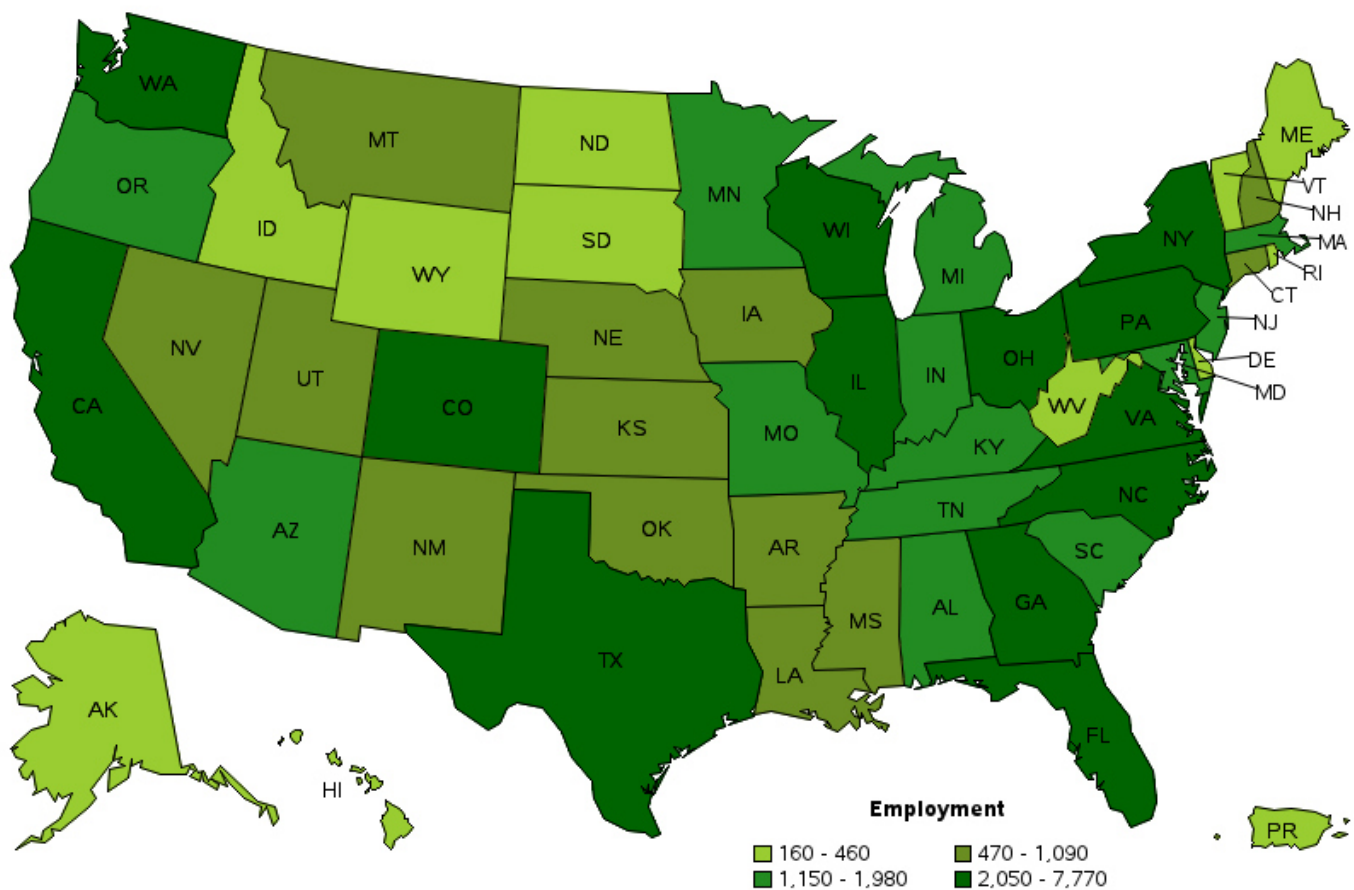 WA
MT
ND
ME
OR
MN
VT
ID
SD
WI
NH
NY
MA
WY
MI
RI
CT
IA
PA
NJ
NE
NV
OH
DE
UT
IL
IN
MD
CO
WV
CA
VA
KS
MO
KY
NC
TN
AZ
OK
NM
AR
SC
GA
AL
MS
TX
LA
AK
FL
HI
PR
Employment
160 - 460
470 - 1,090
1,150 - 1,980
2,050 - 7,770